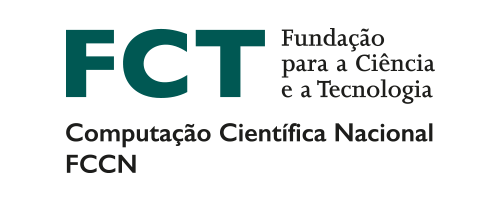 FCT
Fundação
para a Ciência
e a Tecnologia
Computação Científica Nacional
FCCN